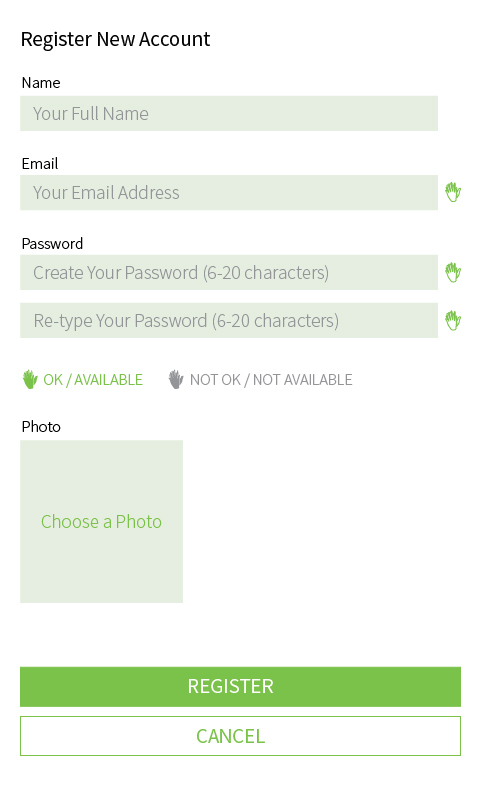 Register New Account
Name
Your Full Name
Email
Your Email Address
Password
Create Your Password (6-20 characters)
Re-type Your Password (6-20 characters)
OK / AVAILABLE NOT OK / NOT AVAILABLE
Photo
Choose a Photo
REGISTER
CANCEL